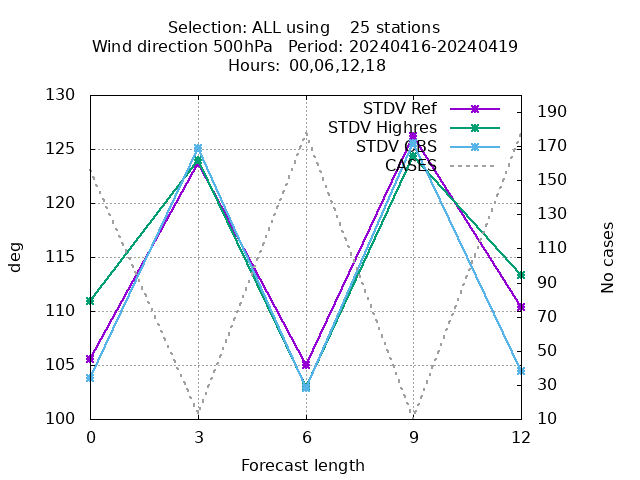 Selection: ALL using    25 stations
Wind direction 500hPa   Period: 20240416-20240419
Hours: 00,06,12,18
STDV Ref
STDV Highres
STDV OBS
CASES
130
125
120
115
110
105
100
190
170
150
130
110
90
70
50
30
10
deg
No cases
0 3 6 9 12
Forecast length